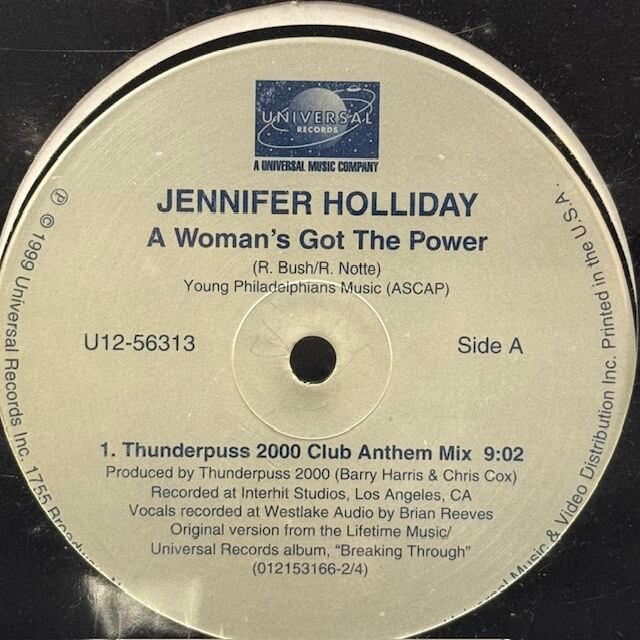 UNIVERSAL
RECORDS
A UNIVERSAL MUSIC COMPANY
JENNIFER HOLLIDAY
A Woman's Got The Power
(R. Bush/R. Notte)
Young Philadelphians Music (ASCAP)
U12-56313
Side A
1. Thunderpuss 2000 Club Anthem Mix 9:02
Produced by Thunderpuss 2000 (Barry Harris & Chris Cox)
Recorded at Interhit Studios, Los Angeles, CA
Vocals recorded at Westlake Audio by Brian Reeves
Original version from the Lifetime Music/
Universal Records album, "Breaking Through"
(012153166-2/4)
℗ © 1999 Universal Records Inc. 1755
Music & Video Distribution Inc. Printed in the U.S.A.